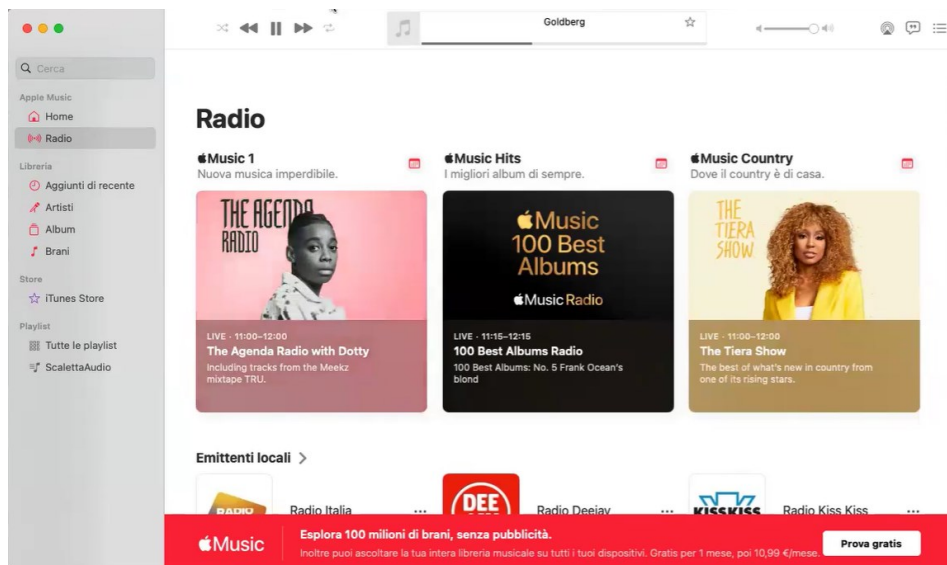 Goldberg
Cerca
Apple Music
Home
Radio
Libreria
Aggiunti di recente
Artisti
Album
Brani
Store
iTunes Store
Playlist
Tutte le playlist
ScalettaAudio
Radio
Music 1
Nuova musica imperdibile.
THE AGENDA
RADIO
LIVE · 11:00–12:00
The Agenda Radio with Dotty
Including tracks from the Meekz
mixtape TRU.
Music Hits
I migliori album di sempre.
Music
100 Best
Albums
Music Radio
LIVE · 11:15–12:15
100 Best Albums Radio
100 Best Albums: No. 5 Frank Ocean's
blond
Music Country
Dove il country è di casa.
THE
TIERA
SHOW
LIVE · 11:00–12:00
The Tiera Show
The best of what's new in country from
one of its rising stars.
Emittenti locali
RADIO
Radio Italia
DEE
Radio Deejay
KISSKISS
Radio Kiss Kiss
Music
Esplora 100 milioni di brani, senza pubblicità.
Inoltre puoi ascoltare la tua intera libreria musicale su tutti i tuoi dispositivi. Gratis per 1 mese, poi 10,99 €/mese.
Prova gratis